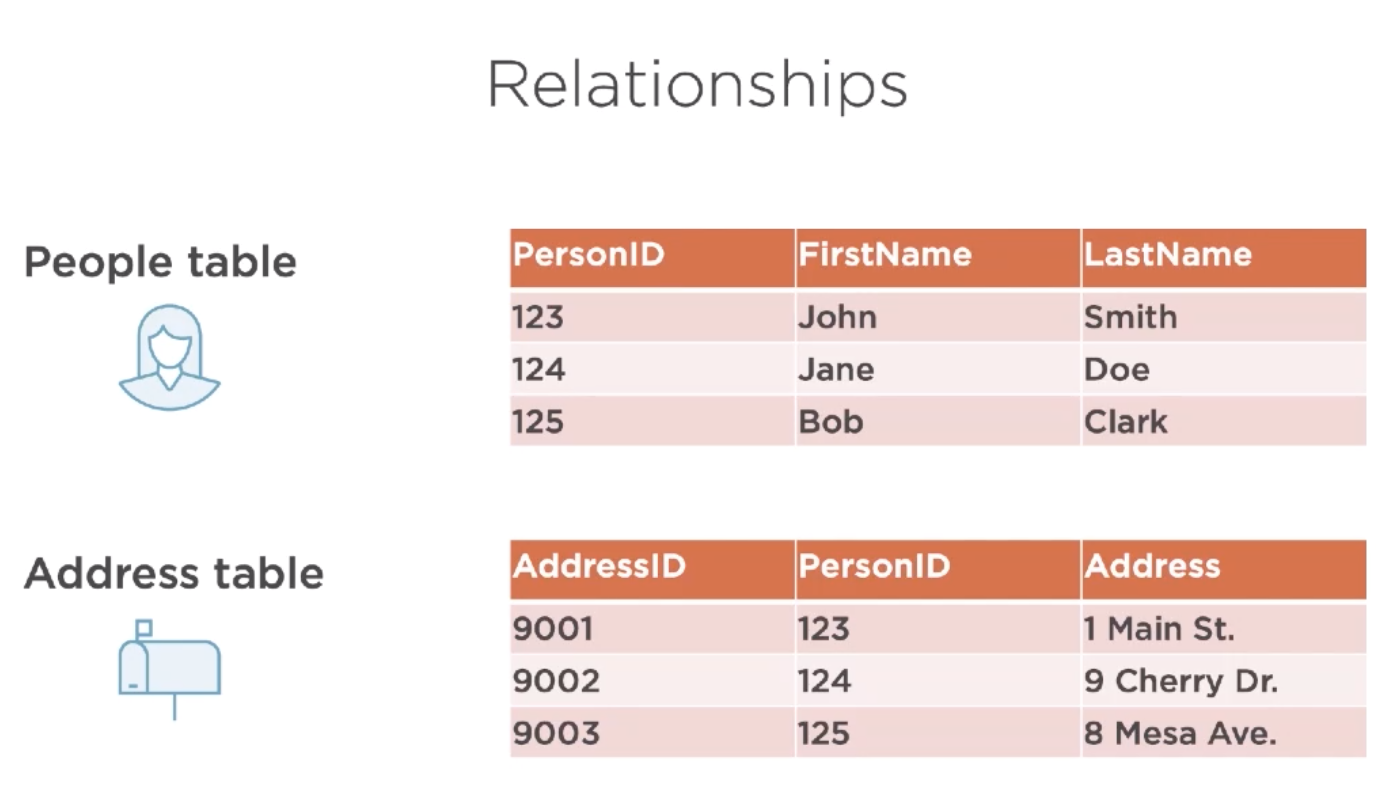 Relationships
People table
PersonID FirstName LastName
123 John Smith
124 Jane Doe
125 Bob Clark
Address table
AddressID PersonID Address
9001 123 1 Main St.
9002 124 9 Cherry Dr.
9003 125 8 Mesa Ave.